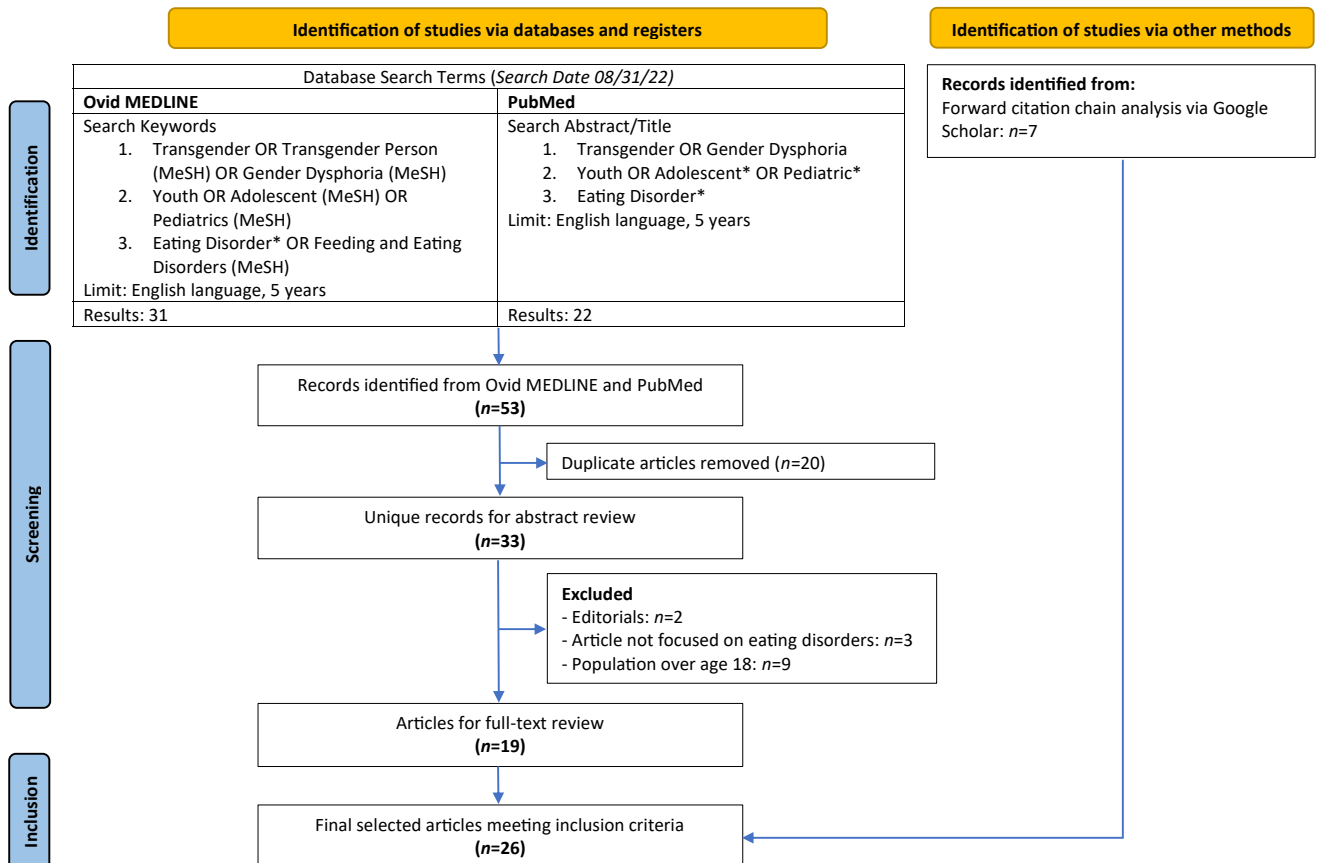 Identification of studies via databases and registers
Identification of studies via other methods
Identification
Database Search Terms (Search Date 08/31/22)
Ovid MEDLINE
Search Keywords
1. Transgender OR Transgender Person
(MeSH) OR Gender Dysphoria (MeSH)
2. Youth OR Adolescent (MeSH) OR
Pediatrics (MeSH)
3. Eating Disorder* OR Feeding and Eating
Disorders (MeSH)
Limit: English language, 5 years
Results: 31
PubMed
Search Abstract/Title
1. Transgender OR Gender Dysphoria
2. Youth OR Adolescent* OR Pediatric*
3. Eating Disorder*
Limit: English language, 5 years
Results: 22
Records identified from:
Forward citation chain analysis via Google
Scholar: n=7
Screening
Records identified from Ovid MEDLINE and PubMed
(n=53)
Duplicate articles removed (n=20)
Unique records for abstract review
(n=33)
Excluded
- Editorials: n=2
- Article not focused on eating disorders: n=3
- Population over age 18: n=9
Articles for full-text review
(n=19)
Inclusion
Final selected articles meeting inclusion criteria
(n=26)